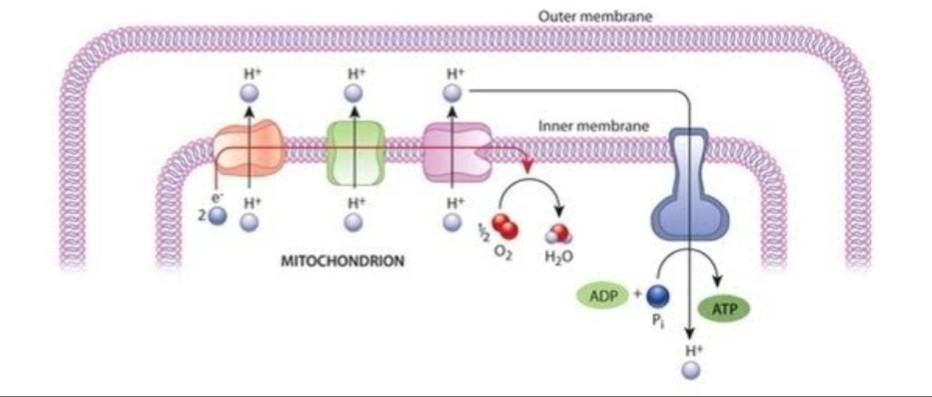 Outer membrane
H⁺ H⁺ H⁺
Inner membrane
e⁻
2
H⁺ H⁺ H⁺
½
O₂
H₂O
MITOCHONDRION
ADP + Pᵢ
ATP
H⁺